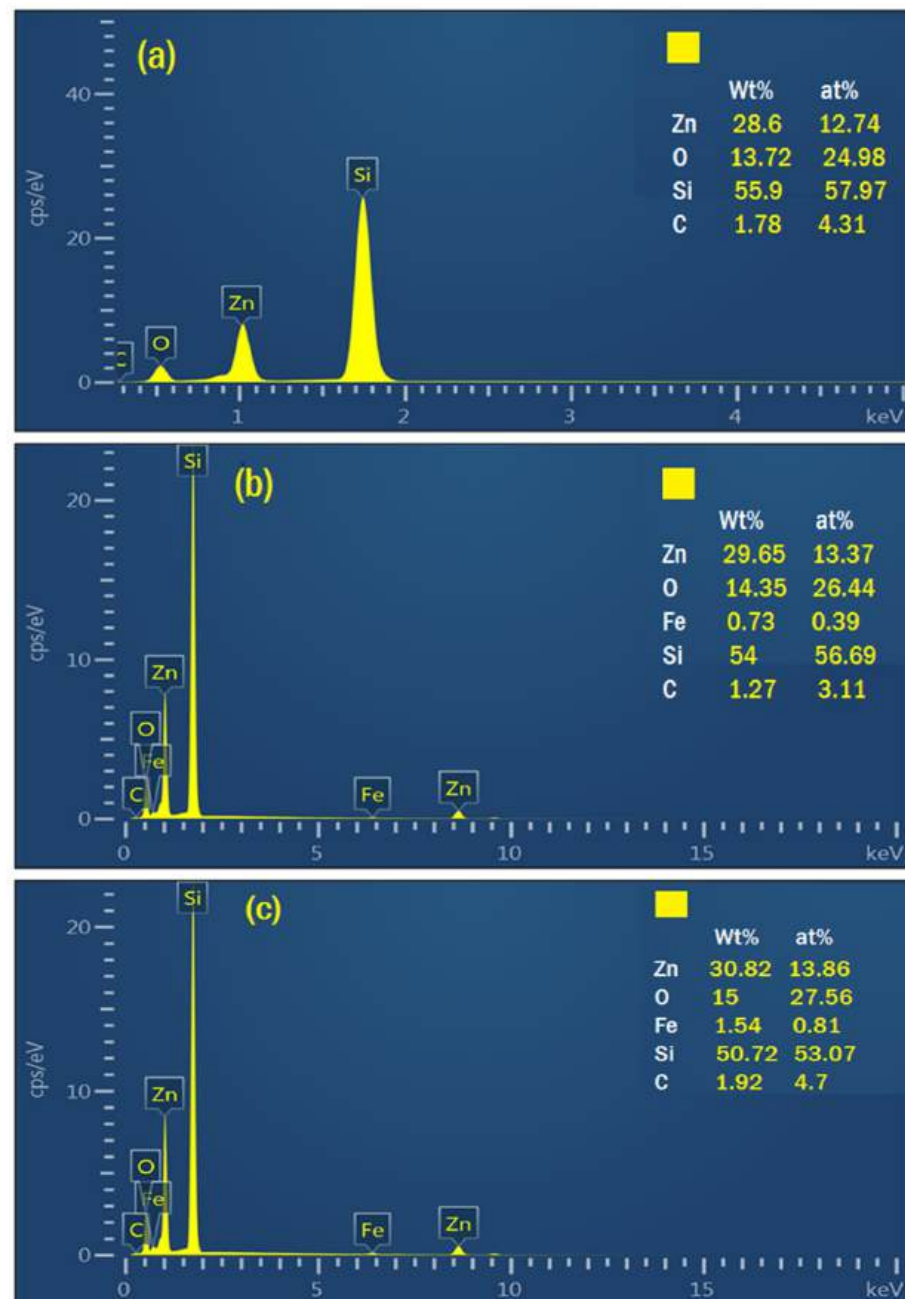 (a)
Wt% at%
Zn 28.6 12.74
O 13.72 24.98
Si 55.9 57.97
C 1.78 4.31
40
20
0
cps/eV
Si
Zn
O
C
1 2 3 4 keV
(b)
Wt% at%
Zn 29.65 13.37
O 14.35 26.44
Fe 0.73 0.39
Si 54 56.69
C 1.27 3.11
20
10
0
cps/eV
Si
Zn
O
Fe
C
Fe
Zn
0 5 10 15 keV
(c)
Wt% at%
Zn 30.82 13.86
O 15 27.56
Fe 1.54 0.81
Si 50.72 53.07
C 1.92 4.7
20
10
0
cps/eV
Si
Zn
O
Fe
C
Fe
Zn
0 5 10 15 keV